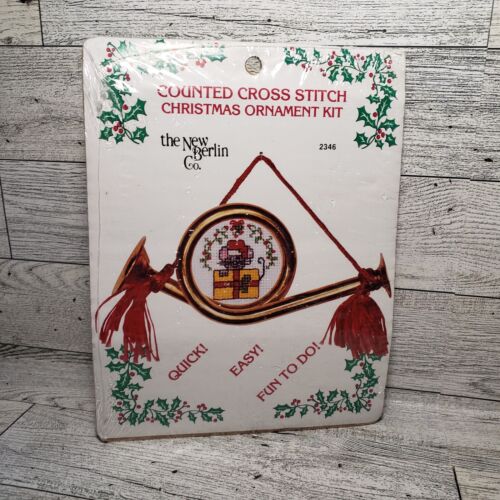 COUNTED CROSS STITCH
CHRISTMAS ORNAMENT KIT
the New
Berlin
Co.
2346
QUICK!
EASY!
FUN TO DO!